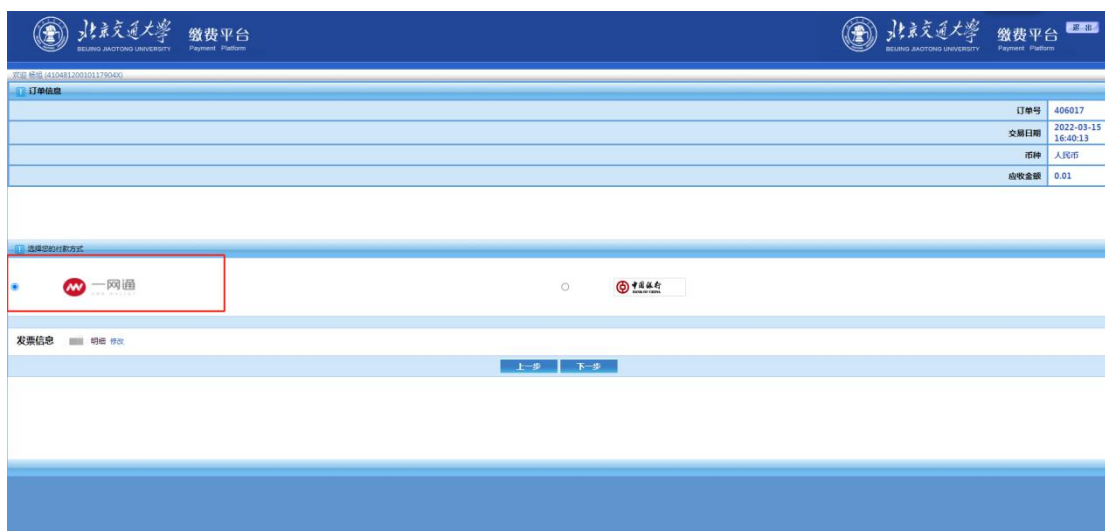 北京交通大学 缴费平台
BEIJING JIAOTONG UNIVERSITY Payment Platform
北京交通大学 缴费平台 退 出
BEIJING JIAOTONG UNIVERSITY Payment Platform
订单信息
订单号 406017
交易日期 2022-03-15
16:40:13
币种 人民币
应收金额 0.01
选择您的付款方式
一网通
中国银行
BANK OF CHINA
发票信息 明细 修改
上一步 下一步